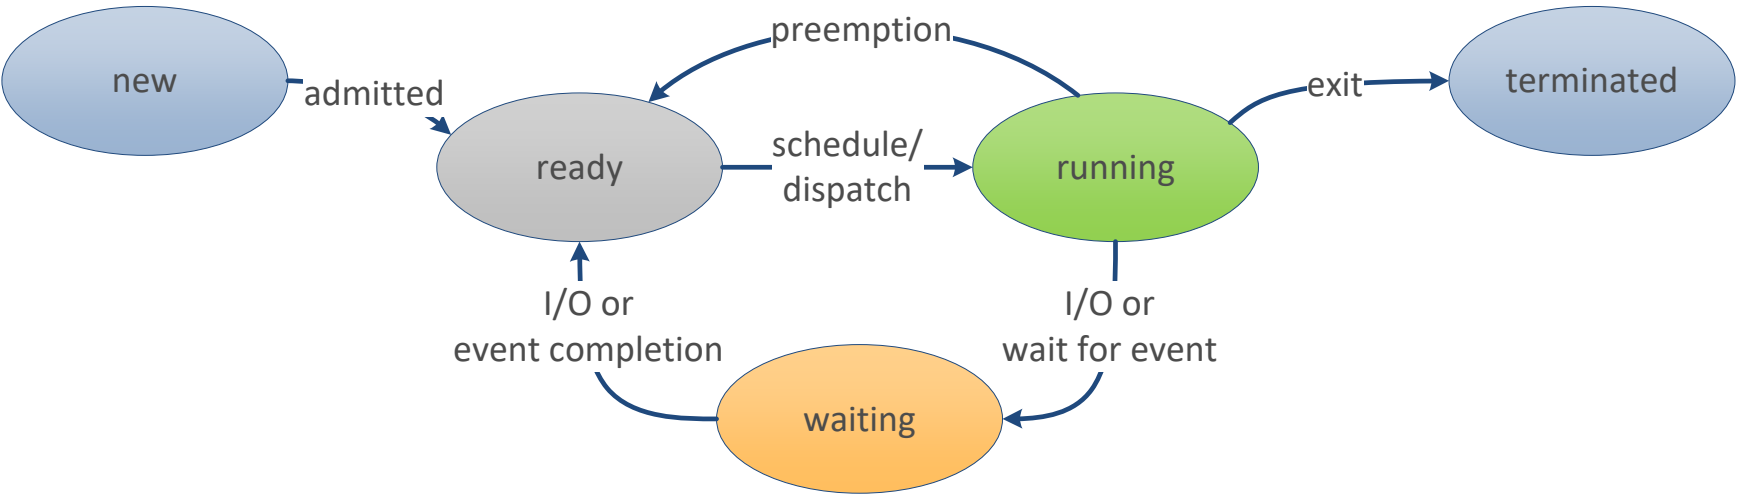 preemption
new
admitted
exit
terminated
ready
schedule/
dispatch
running
I/O or
event completion
I/O or
wait for event
waiting